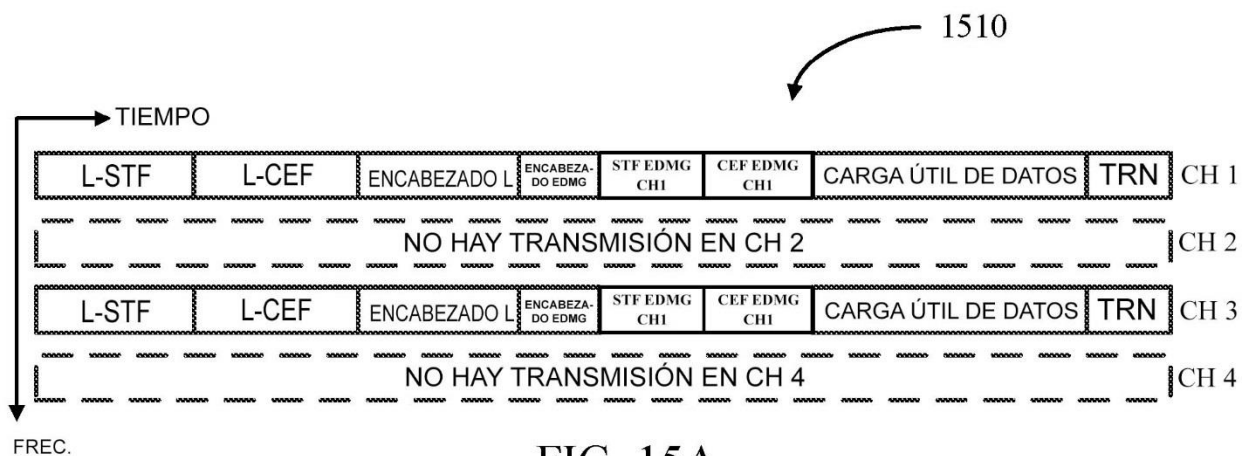 1510
TIEMPO
L-STF L-CEF ENCABEZADO L ENCABEZA-
DO EDMG STF EDMG
CH1 CEF EDMG
CH1 CARGA ÚTIL DE DATOS TRN CH 1
NO HAY TRANSMISIÓN EN CH 2 CH 2
L-STF L-CEF ENCABEZADO L ENCABEZA-
DO EDMG STF EDMG
CH1 CEF EDMG
CH1 CARGA ÚTIL DE DATOS TRN CH 3
NO HAY TRANSMISIÓN EN CH 4 CH 4
FREC.
FIG. 15A